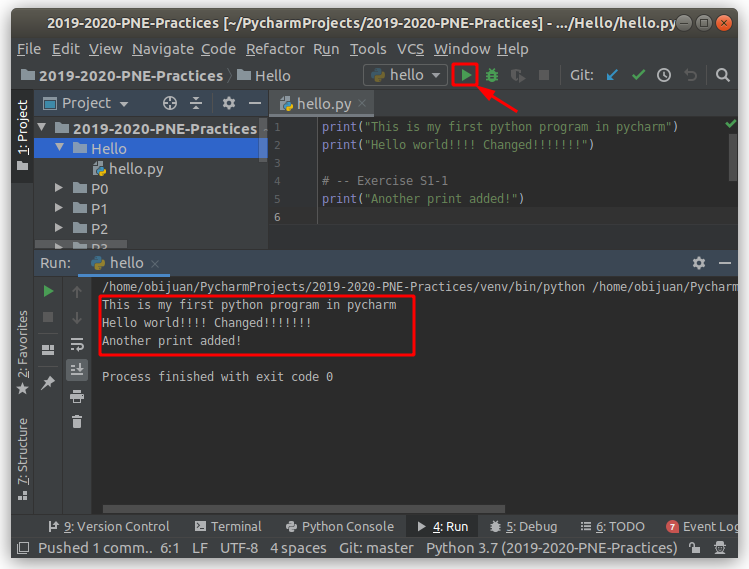 2019-2020-PNE-Practices [~/PycharmProjects/2019-2020-PNE-Practices] - .../Hello/hello.py
File Edit View Navigate Code Refactor Run Tools VCS Window Help
2019-2020-PNE-Practices Hello hello Git:
1: Project
Project
hello.py
2019-2020-PNE-Practices
Hello
hello.py
P0
P1
P2
P3
1 print("This is my first python program in pycharm")
2 print("Hello world!!!! Changed!!!!!!!")
3
4 # -- Exercise S1-1
5 print("Another print added!")
6
Run: hello
/home/obijuan/PycharmProjects/2019-2020-PNE-Practices/venv/bin/python /home/obijuan/Pycharm
This is my first python program in pycharm
Hello world!!!! Changed!!!!!!!
Another print added!
Process finished with exit code 0
2: Favorites
7: Structure
9: Version Control Terminal Python Console 4: Run 5: Debug 6: TODO 7 Event Log
Pushed 1 comm.. 6:1 LF UTF-8 4 spaces Git: master Python 3.7 (2019-2020-PNE-Practices)